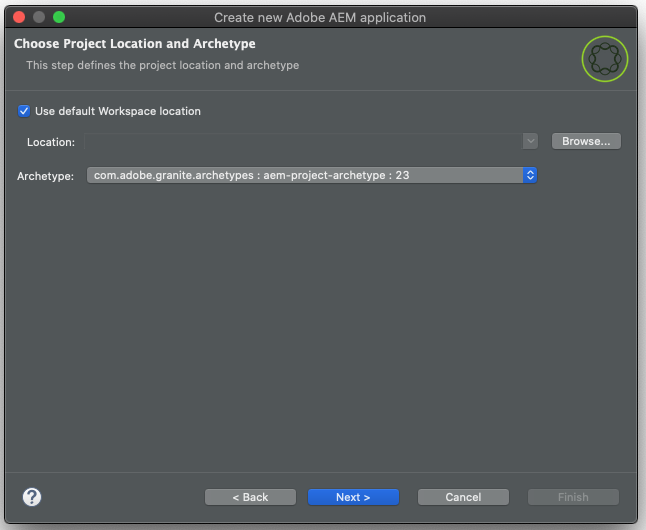 Create new Adobe AEM application
Choose Project Location and Archetype
This step defines the project location and archetype
Use default Workspace location
Location:
Browse...
Archetype: com.adobe.granite.archetypes : aem-project-archetype : 23
? < Back Next > Cancel Finish